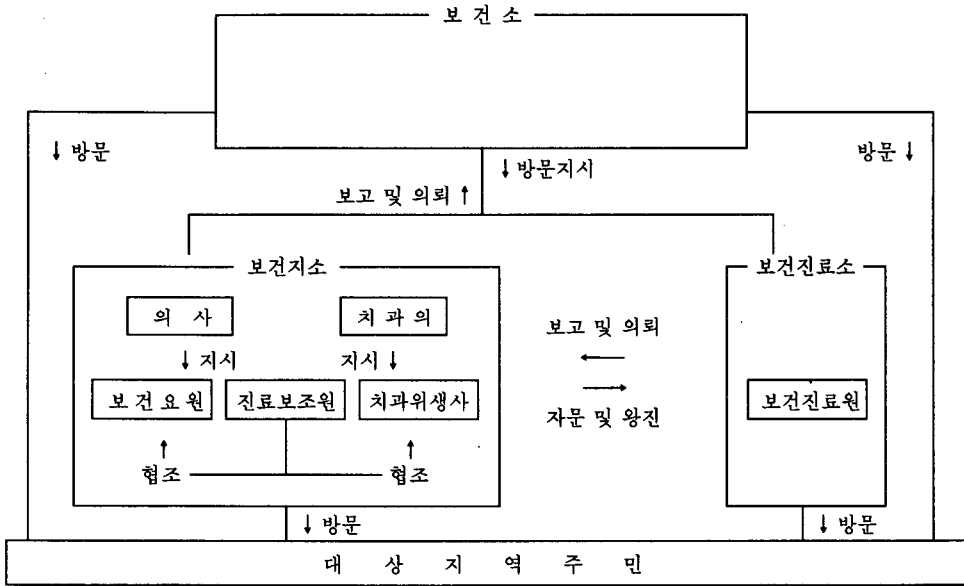 보 건 소
↓ 방문
방문 ↓
↓ 방문지시
보고 및 의뢰 ↑
보건지소
보건진료소
의 사
치 과 의
보고 및 의뢰
←
↓ 지시
지시 ↓
→
보 건 요 원
진료보조원
치과위생사
보건진료원
자문 및 왕진
↑
↑
협조
협조
↓ 방문
↓ 방문
대 상 지 역 주 민